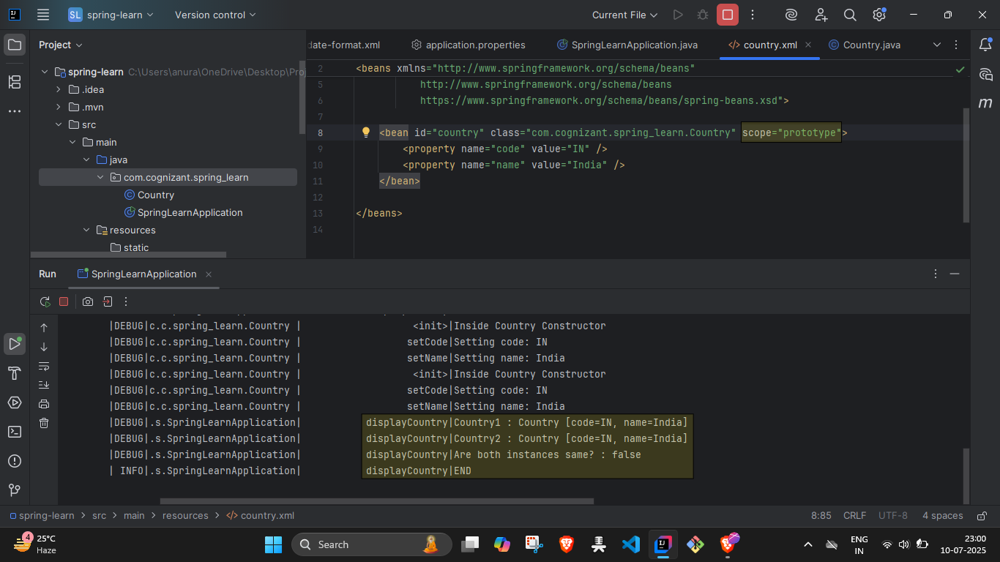 SL spring-learn Version control Current File
Project
date-format.xml application.properties SpringLearnApplication.java country.xml Country.java
spring-learn C:\Users\anura\OneDrive\Desktop\Pro
.idea
.mvn
src
main
java
com.cognizant.spring_learn
Country
SpringLearnApplication
resources
static
2 <beans xmlns="http://www.springframework.org/schema/beans"
5 http://www.springframework.org/schema/beans
6 https://www.springframework.org/schema/beans/spring-beans.xsd">
7
8 <bean id="country" class="com.cognizant.spring_learn.Country" scope="prototype">
9 <property name="code" value="IN" />
10 <property name="name" value="India" />
11 </bean>
12
13 </beans>
14
m
Run SpringLearnApplication
|DEBUG|c.c.spring_learn.Country | <init>|Inside Country Constructor
|DEBUG|c.c.spring_learn.Country | setCode|Setting code: IN
|DEBUG|c.c.spring_learn.Country | setName|Setting name: India
|DEBUG|c.c.spring_learn.Country | <init>|Inside Country Constructor
|DEBUG|c.c.spring_learn.Country | setCode|Setting code: IN
|DEBUG|c.c.spring_learn.Country | setName|Setting name: India
|DEBUG|.s.SpringLearnApplication| displayCountry|Country1 : Country [code=IN, name=India]
|DEBUG|.s.SpringLearnApplication| displayCountry|Country2 : Country [code=IN, name=India]
|DEBUG|.s.SpringLearnApplication| displayCountry|Are both instances same? : false
| INFO|.s.SpringLearnApplication| displayCountry|END
spring-learn > src > main > resources > country.xml 8:85 CRLF UTF-8 4 spaces
4 25°C
Haze
Search
ENG
IN
23:00
10-07-2025